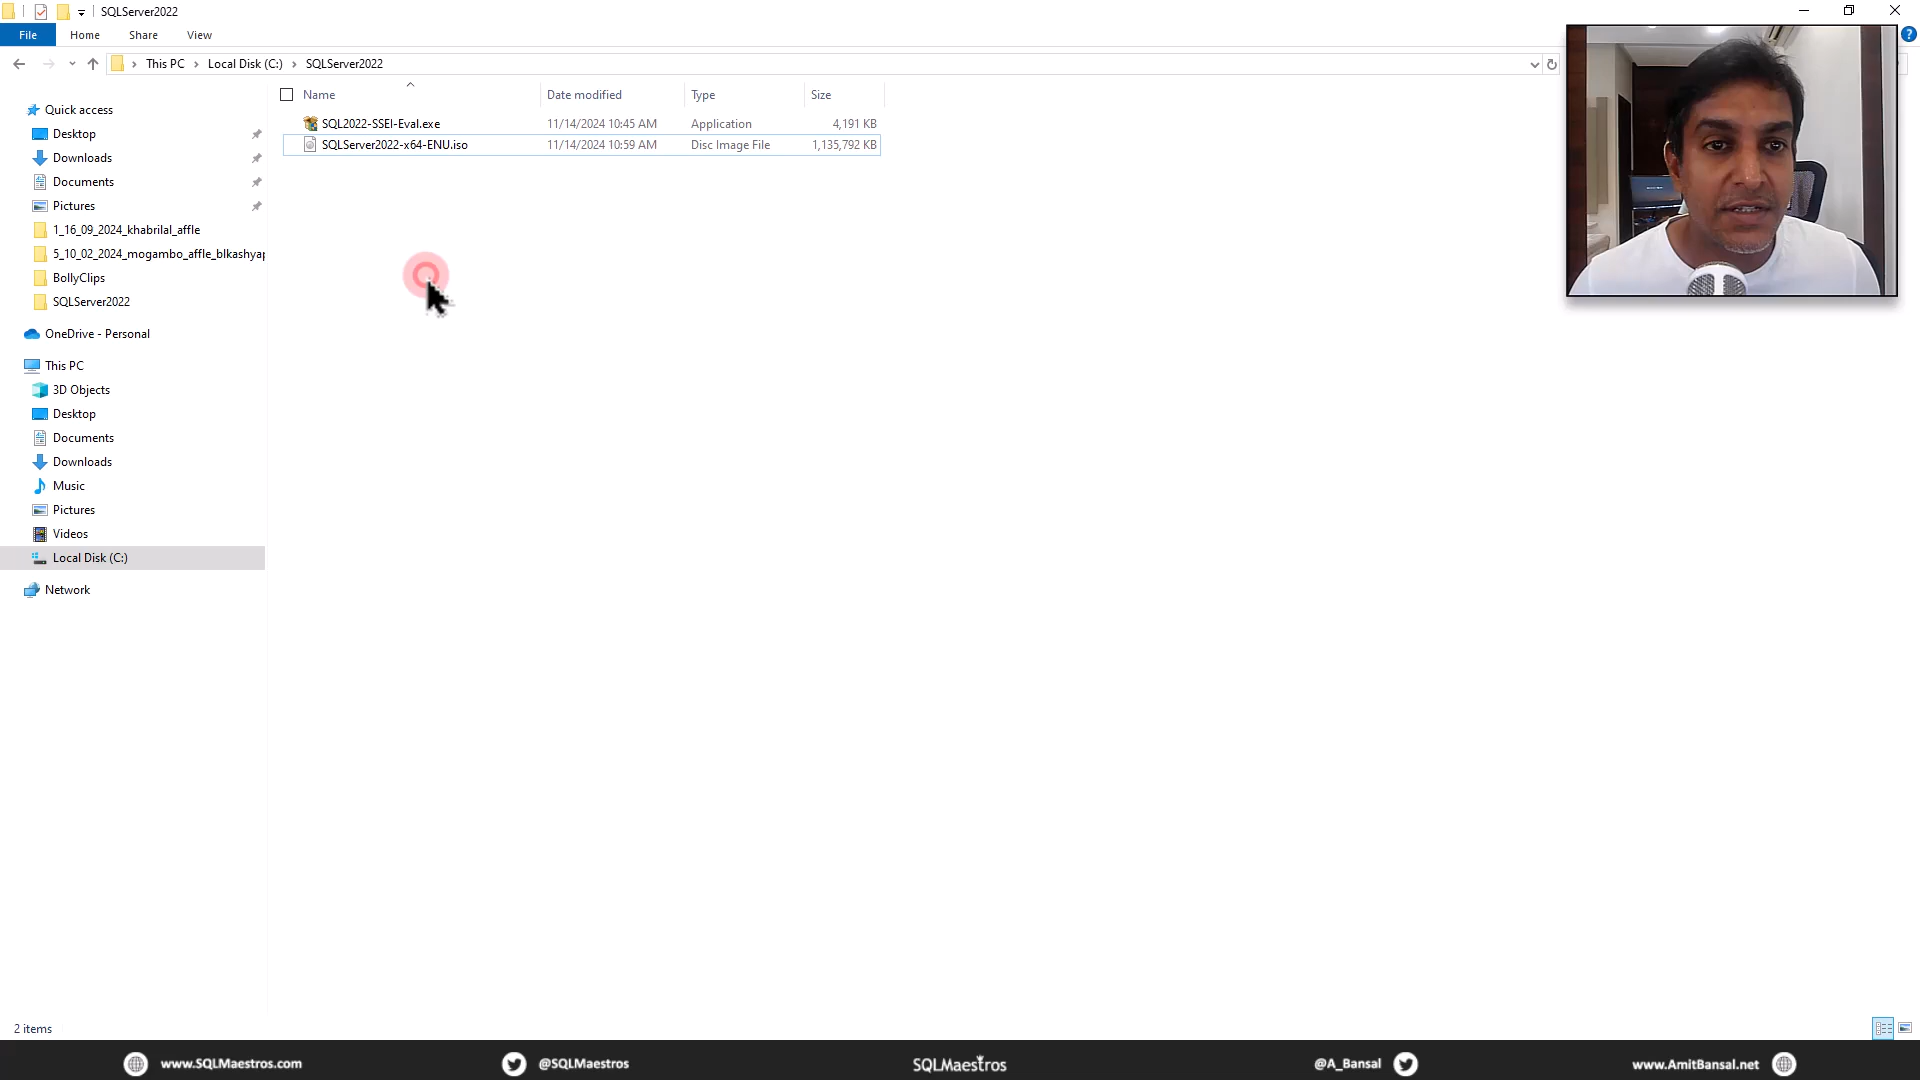 SQLServer2022
File Home Share View
This PC Local Disk (C:) SQLServer2022
Name Date modified Type Size
SQL2022-SSEI-Eval.exe 11/14/2024 10:45 AM Application 4,191 KB
SQLServer2022-x64-ENU.iso 11/14/2024 10:59 AM Disc Image File 1,135,792 KB
Quick access
Desktop
Downloads
Documents
Pictures
1_16_09_2024_khabrilal_affle
5_10_02_2024_mogambo_affle_blkashyap
BollyClips
SQLServer2022
OneDrive - Personal
This PC
3D Objects
Desktop
Documents
Downloads
Music
Pictures
Videos
Local Disk (C:)
Network
2 items
www.SQLMaestros.com @SQLMaestros SQLMaestros @A_Bansal www.AmitBansal.net